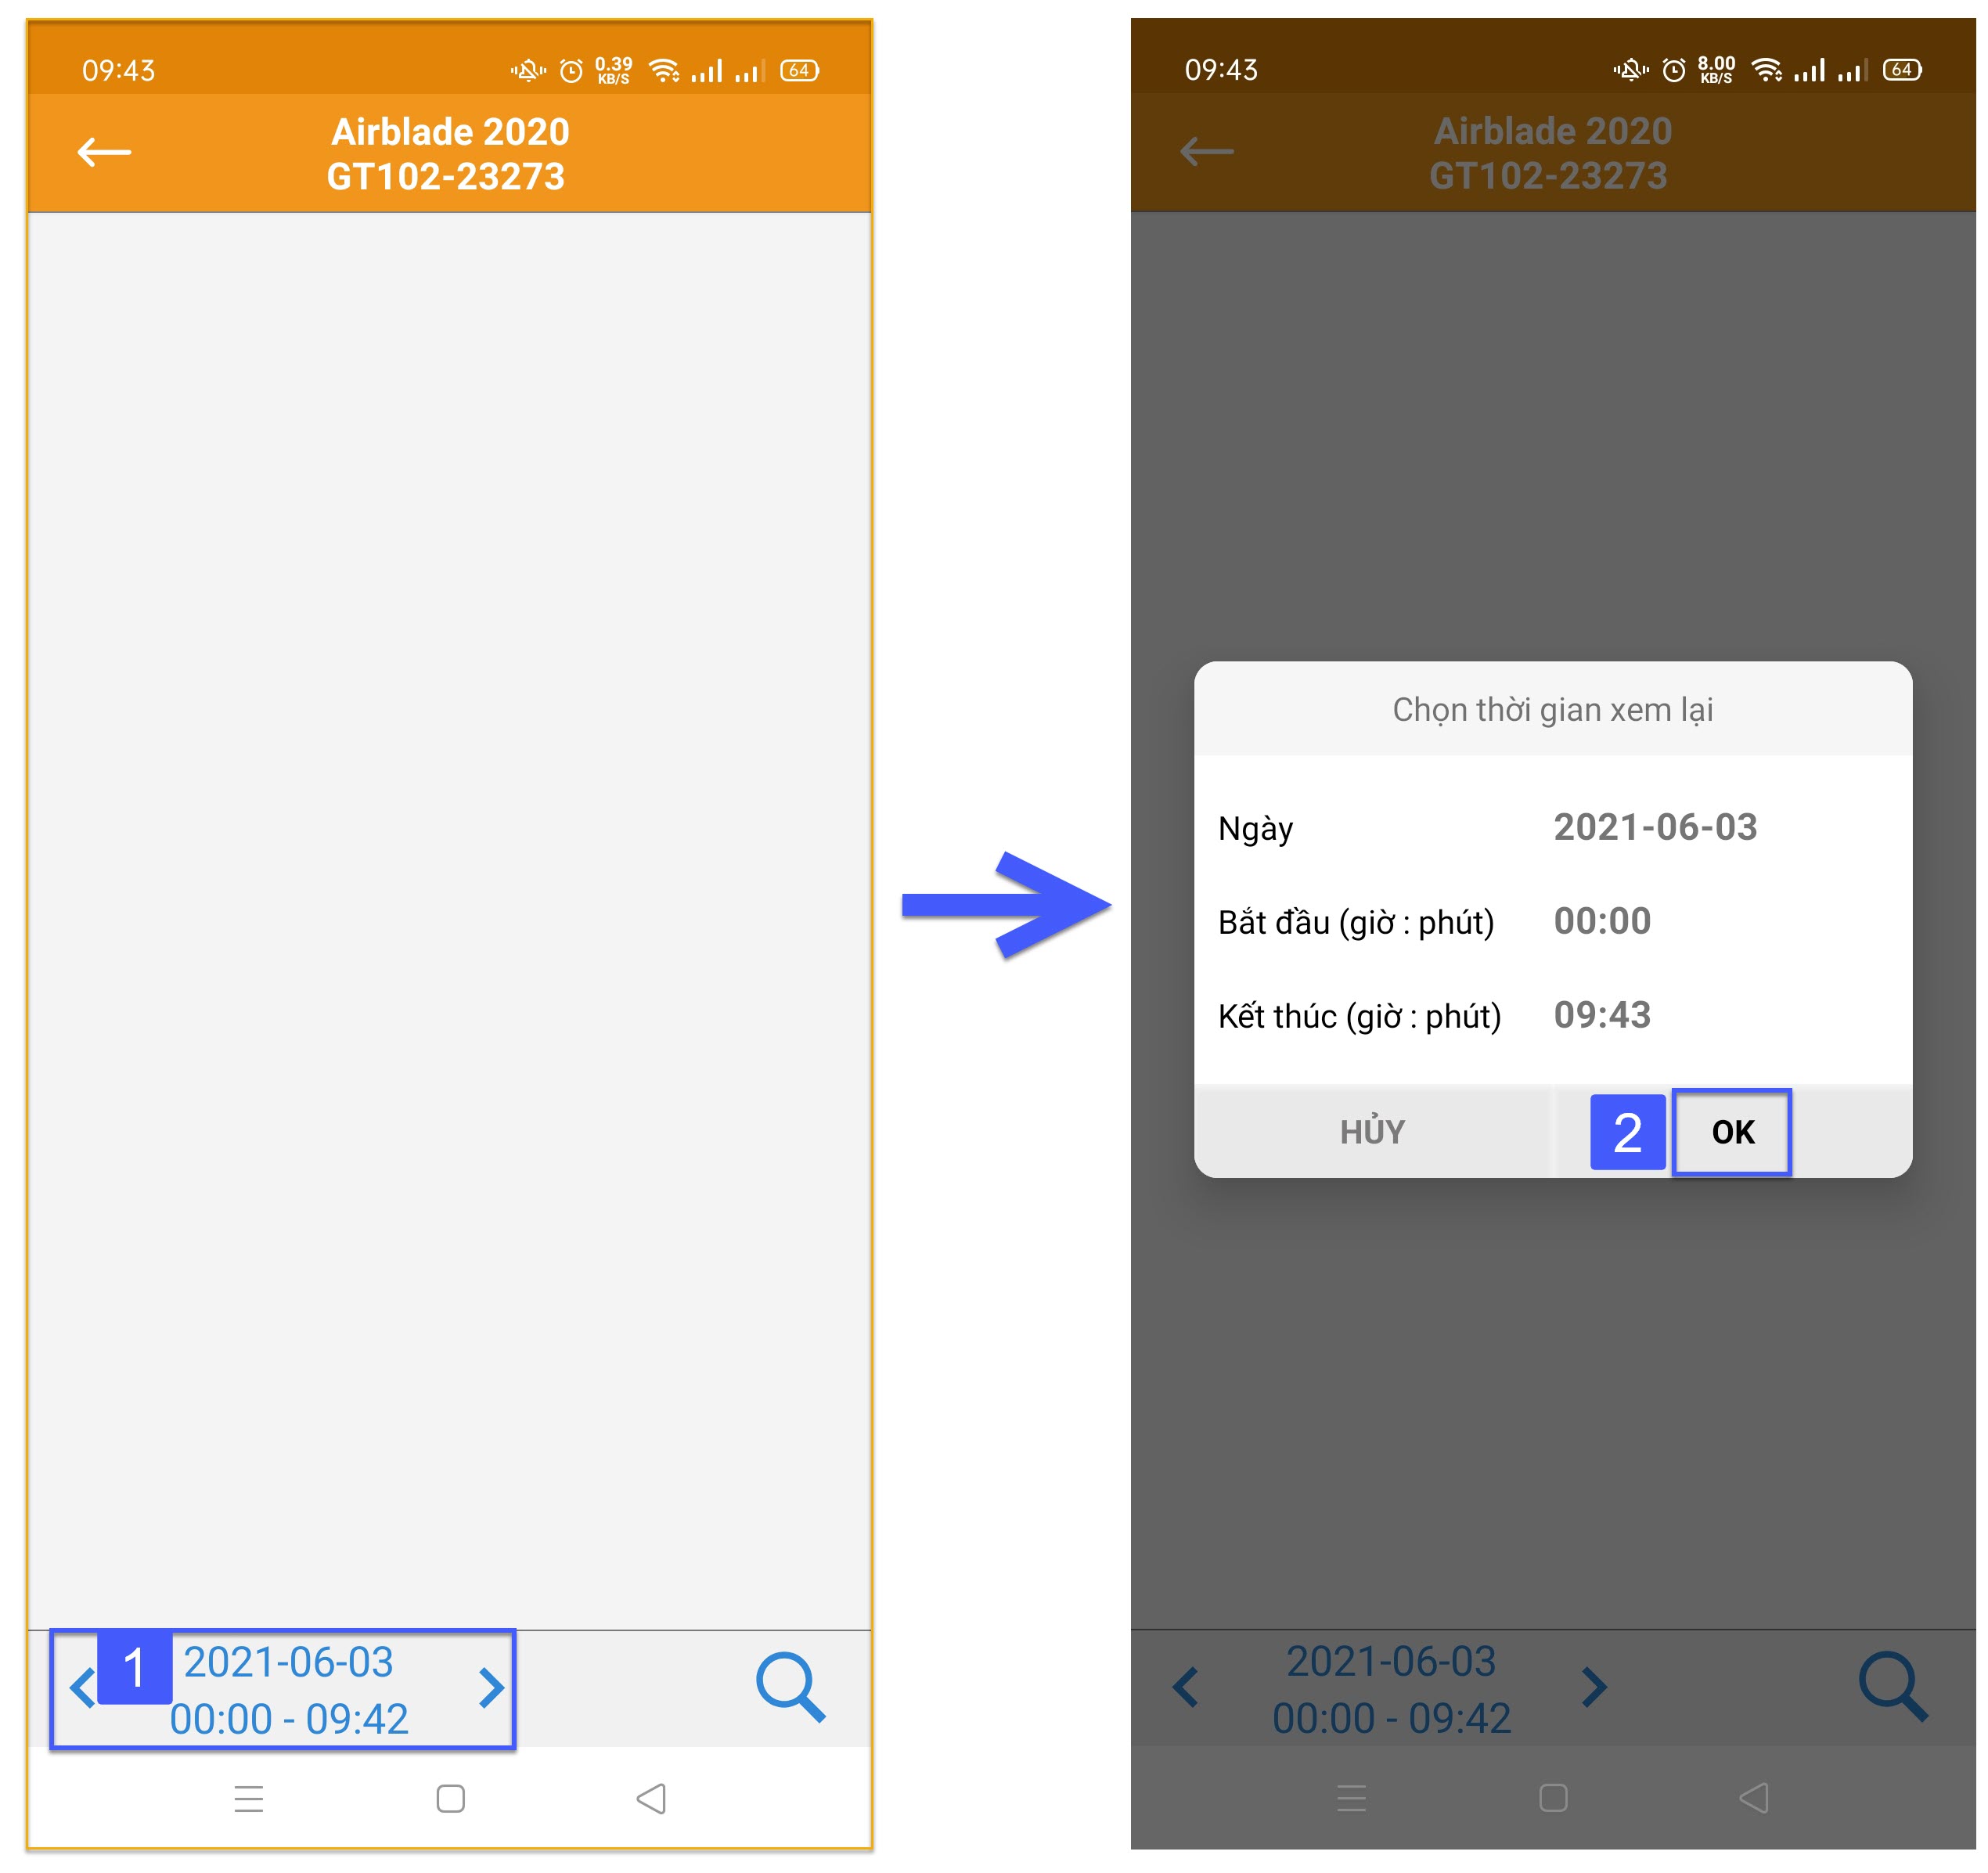 09:43
0.39
KB/S
64
Airblade 2020
GT102-23273
1
2021-06-03
00:00 - 09:42
09:43
8.00
KB/S
64
Airblade 2020
GT102-23273
Chọn thời gian xem lại
Ngày 2021-06-03
Bắt đầu (giờ : phút) 00:00
Kết thúc (giờ : phút) 09:43
HỦY 2 OK
2021-06-03
00:00 - 09:42